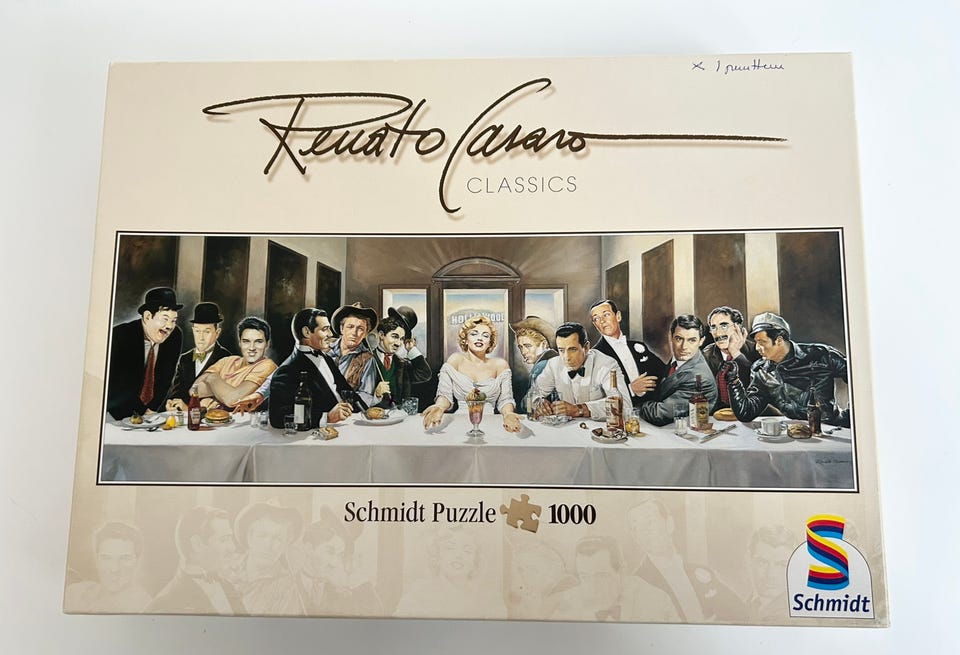 Renato Casaro
CLASSICS
HOLLYWOOD
Schmidt Puzzle 1000
Schmidt